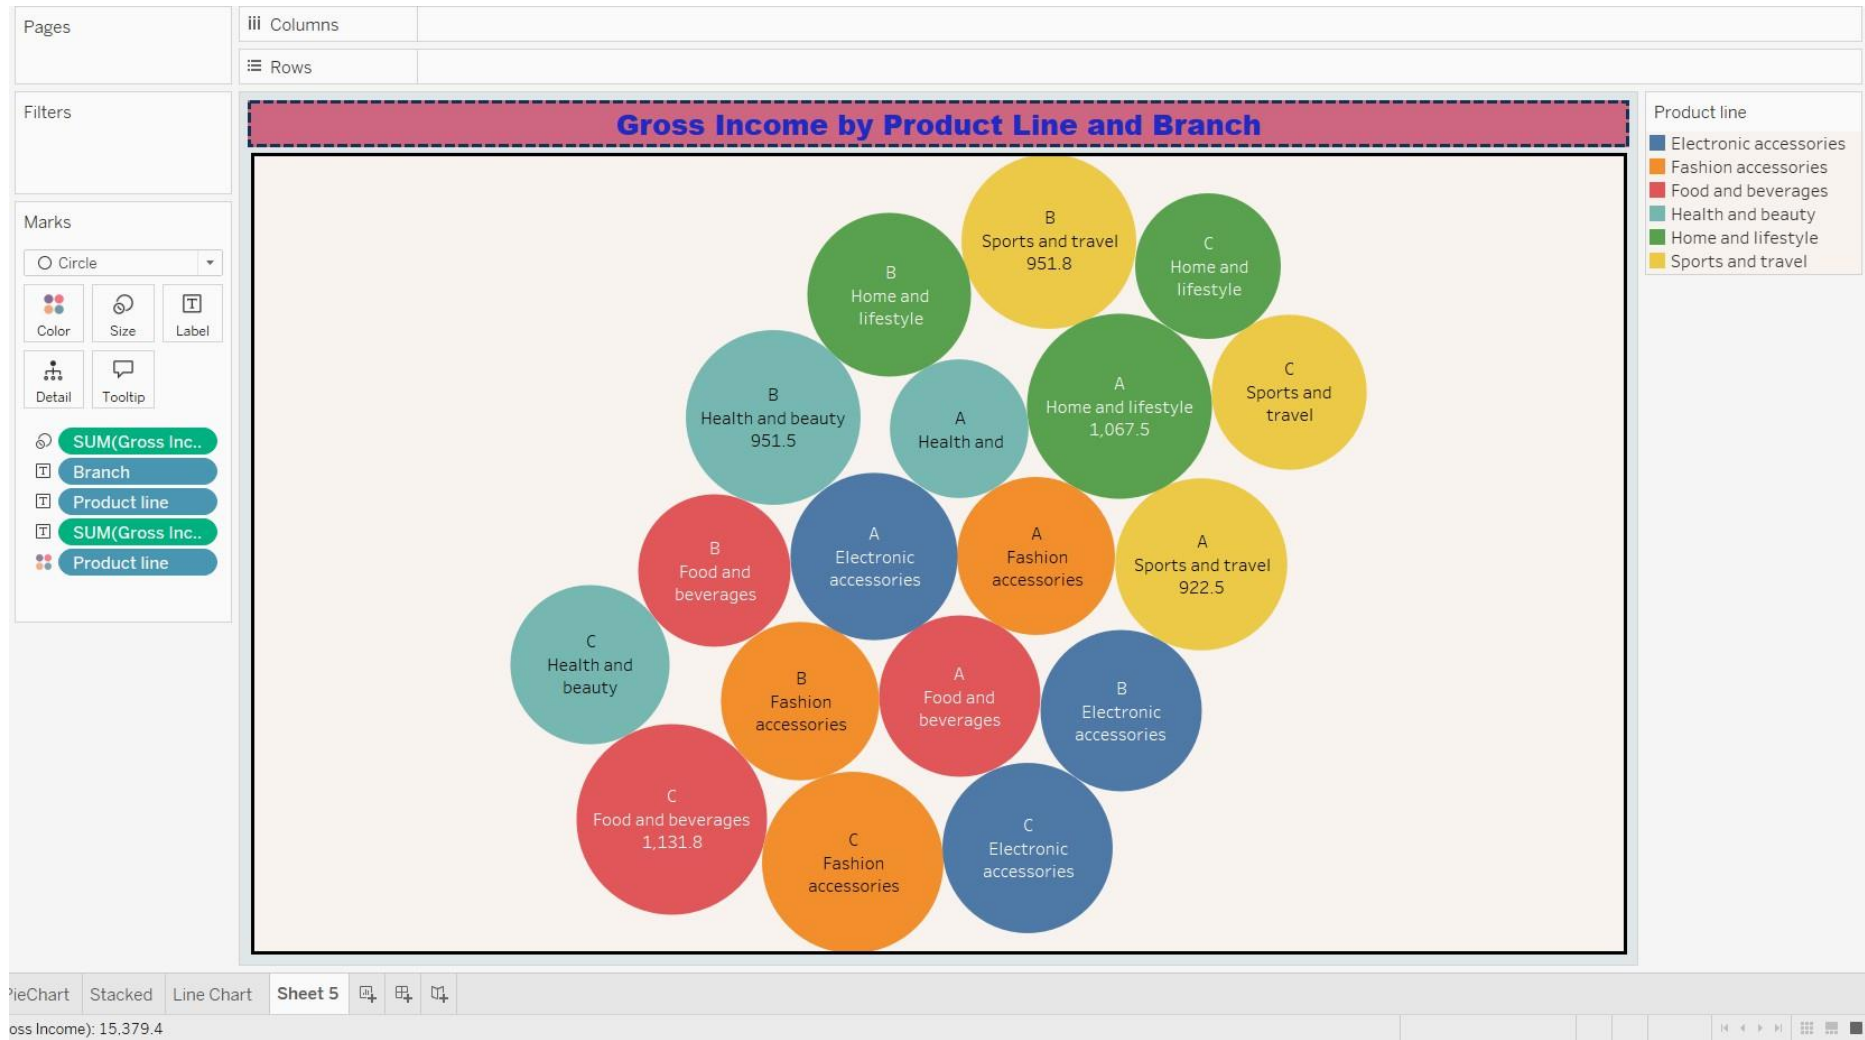 Pages
iii Columns
Rows
Filters
Gross Income by Product Line and Branch
Product line
Electronic accessories
Fashion accessories
Food and beverages
Health and beauty
Home and lifestyle
Sports and travel
Marks
Circle
Color
Size
Label
Detail
Tooltip
SUM(Gross Inc..
Branch
Product line
SUM(Gross Inc..
Product line
B
Sports and travel
951.8
C
Home and
lifestyle
B
Home and
lifestyle
C
Sports and
travel
A
Home and lifestyle
1,067.5
B
Health and beauty
951.5
A
Health and
A
Electronic
accessories
A
Fashion
accessories
A
Sports and travel
922.5
B
Food and
beverages
C
Health and
beauty
B
Fashion
accessories
A
Food and
beverages
B
Electronic
accessories
C
Food and beverages
1,131.8
C
Fashion
accessories
C
Electronic
accessories
PieChart Stacked Line Chart Sheet 5
oss Income): 15,379.4